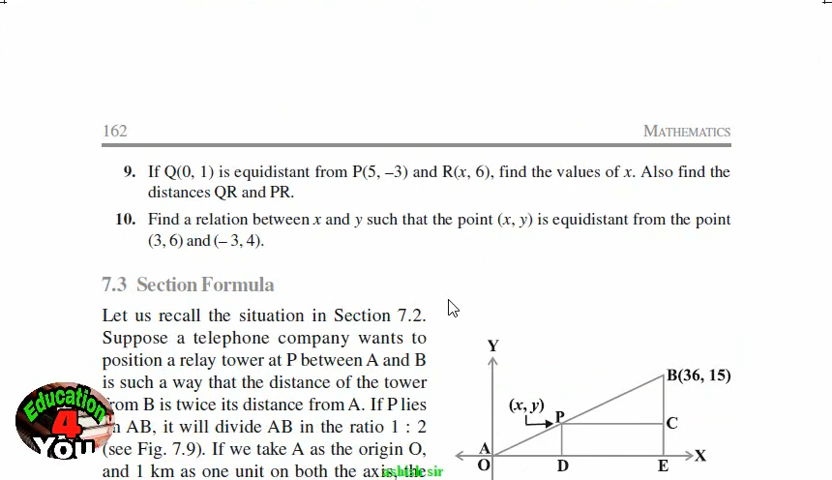 162 MATHEMATICS
9. If Q(0, 1) is equidistant from P(5, –3) and R(x, 6), find the values of x. Also find the
distances QR and PR.
10. Find a relation between x and y such that the point (x, y) is equidistant from the point
(3, 6) and (– 3, 4).
7.3 Section Formula
Let us recall the situation in Section 7.2.
Suppose a telephone company wants to
position a relay tower at P between A and B
is such a way that the distance of the tower
from B is twice its distance from A. If P lies
AB, it will divide AB in the ratio 1 : 2
(see Fig. 7.9). If we take A as the origin O,
and 1 km as one unit on both the axis, the
Y
B(36, 15)
(x, y)
P
C
A
X
O
D
E
Education
4
YOU
sir